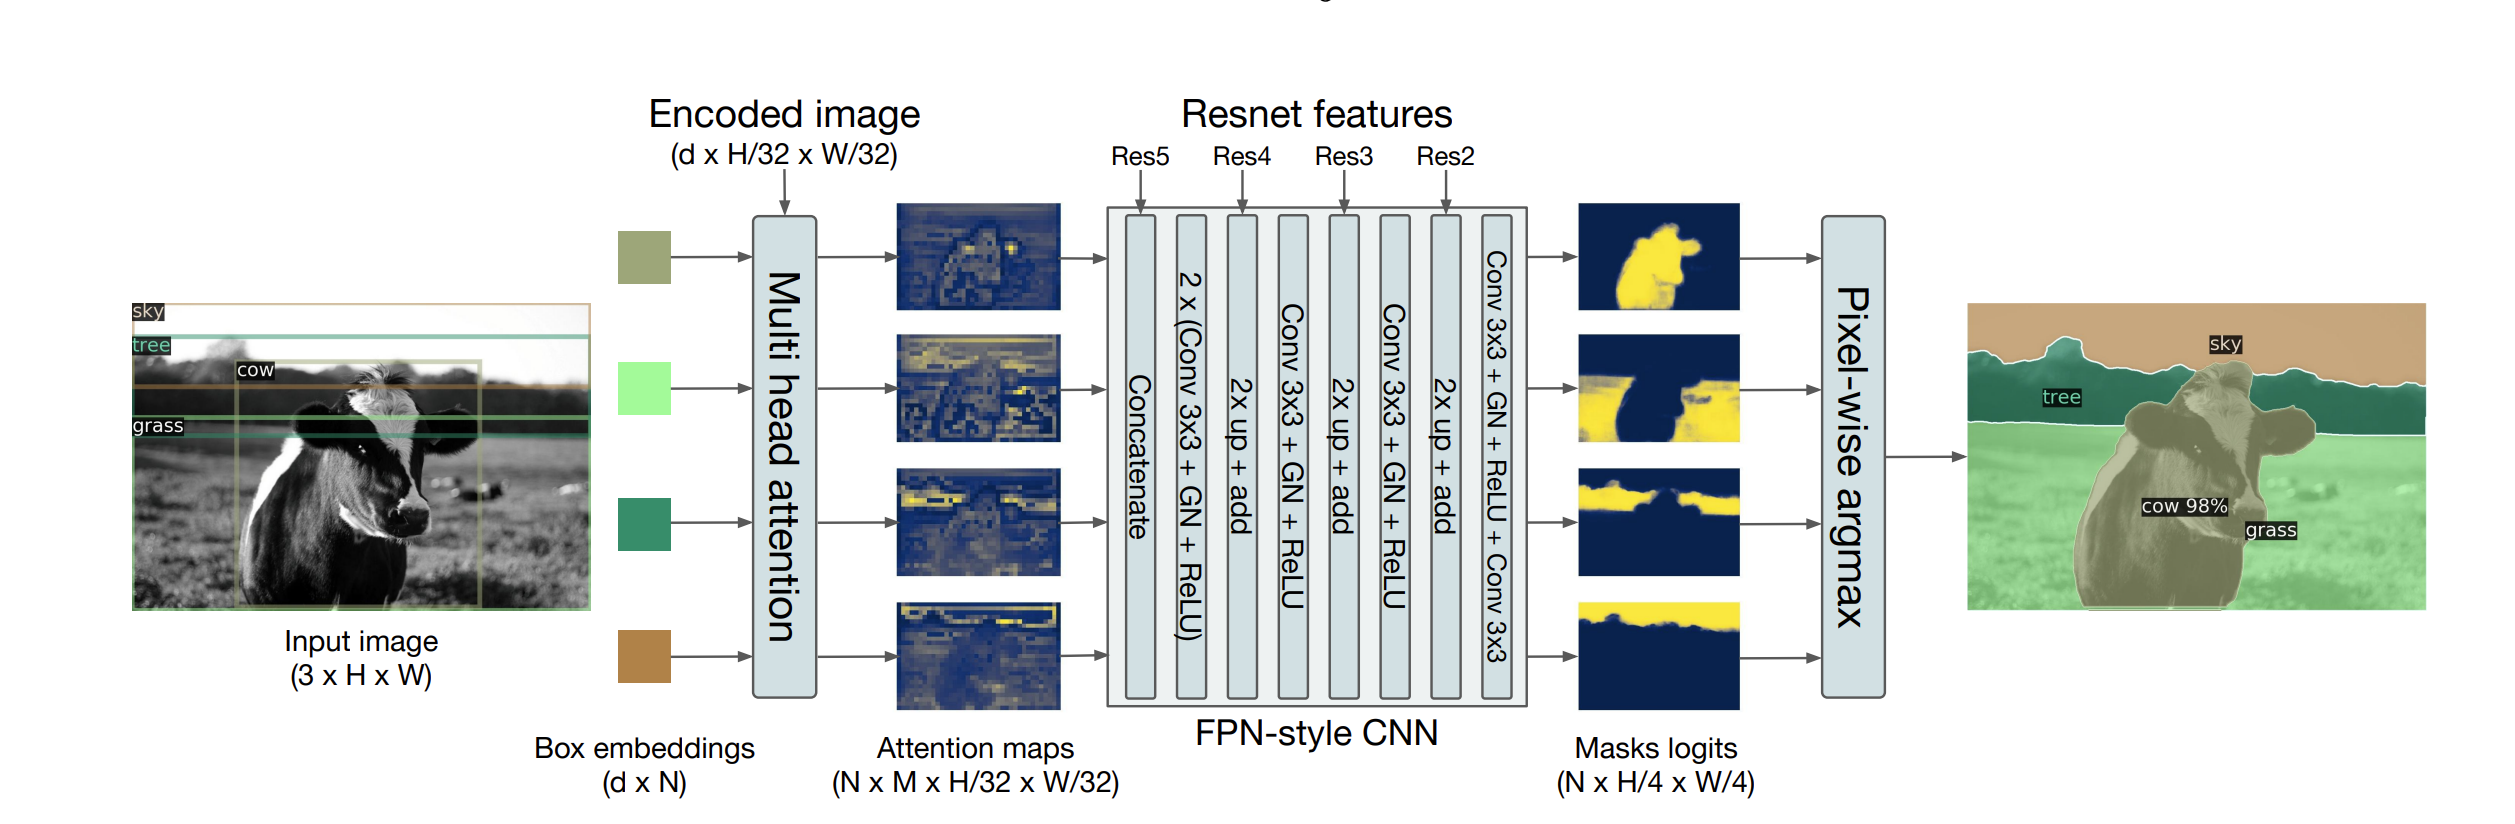 Encoded image
(d x H/32 x W/32)
Resnet features
Res5
Res4
Res3
Res2
sky
tree
cow
grass
Input image
(3 x H x W)
Box embeddings
(d x N)
Multi head attention
Attention maps
(N x M x H/32 x W/32)
Concatenate
2 x (Conv 3x3 + GN + ReLU)
2x up + add
Conv 3x3 + GN + ReLU
2x up + add
Conv 3x3 + GN + ReLU
2x up + add
Conv 3x3 + GN + ReLU + Conv 3x3
FPN-style CNN
Masks logits
(N x H/4 x W/4)
Pixel-wise argmax
sky
tree
cow 98%
grass